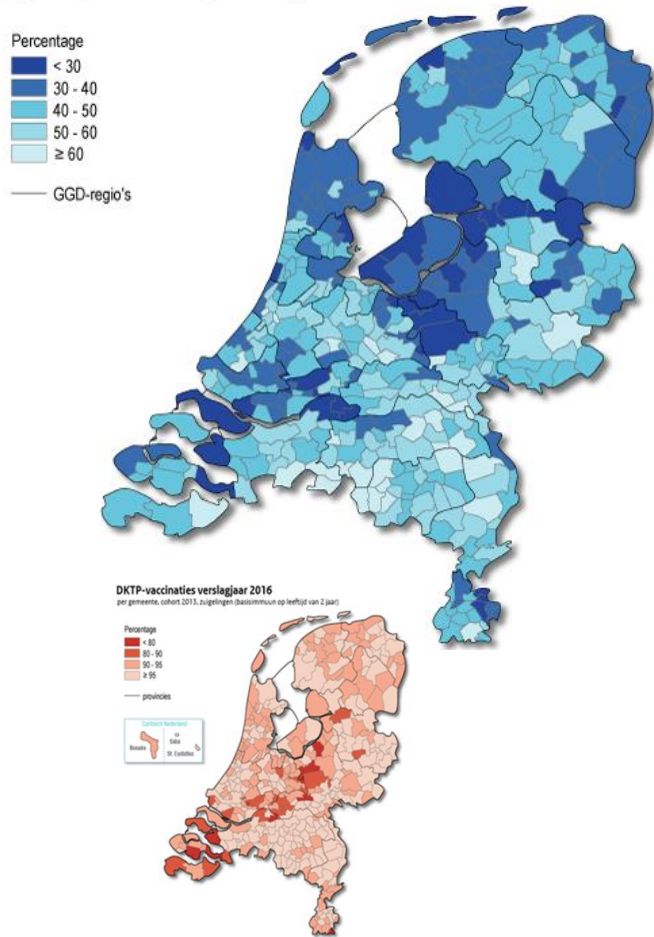 Percentage
< 30
30 - 40
40 - 50
50 - 60
≥ 60
GGD-regio's
DKTP-vaccinaties verslagjaar 2016
per gemeente, cohort 2013, zuigelingen (basisimmuun op leeftijd van 2 jaar)
Percentage
< 80
80 - 90
90 - 95
≥ 95
provincies
Caribisch Nederland
Bonaire
Saba
St. Eustatius